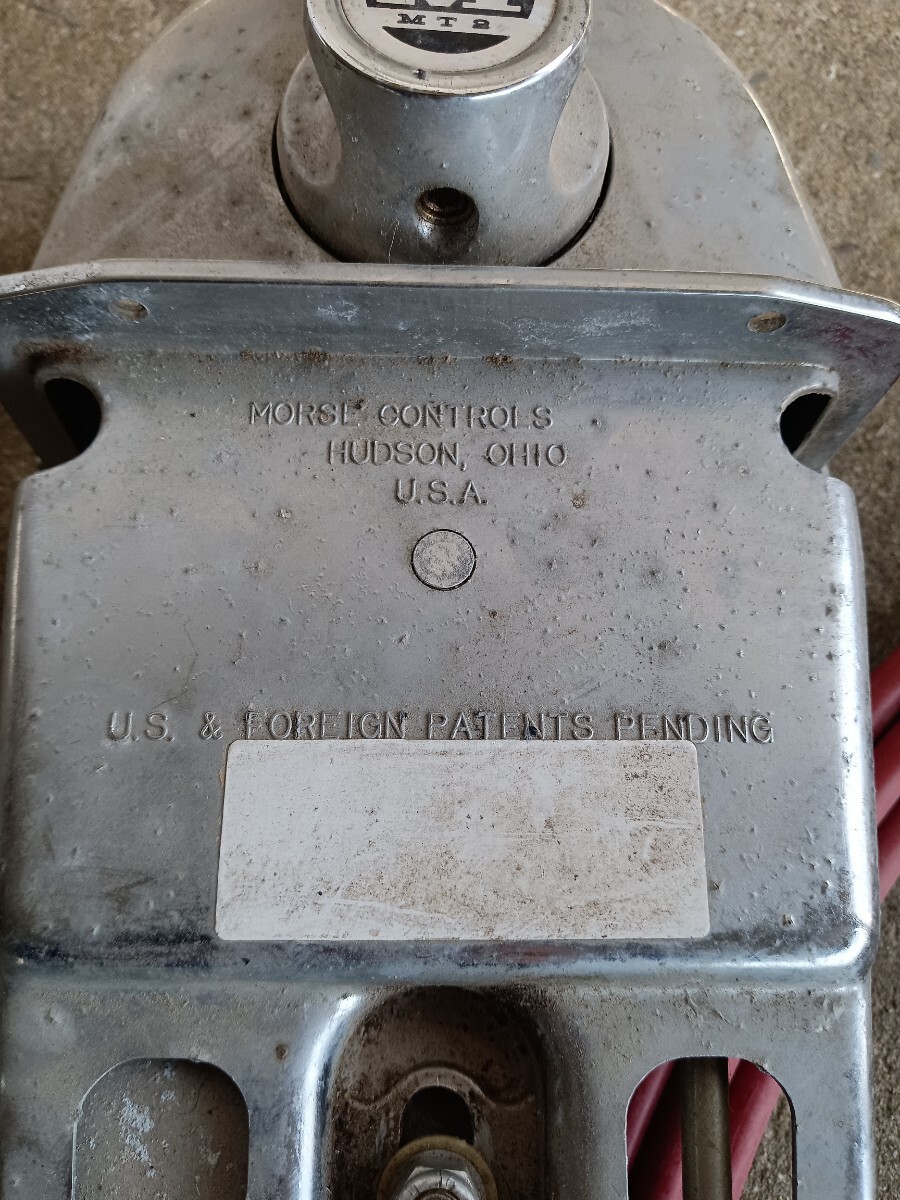 MT2
MORSE CONTROLS
HUDSON, OHIO
U.S.A.
U.S. & FOREIGN PATENTS PENDING